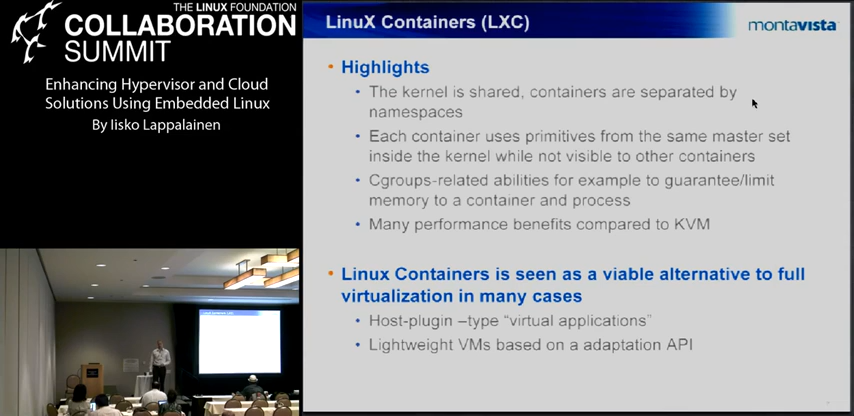 THE LINUX FOUNDATION
COLLABORATION
SUMMIT
Enhancing Hypervisor and Cloud
Solutions Using Embedded Linux
By Iisko Lappalainen
LinuX Containers (LXC)
montavista
• Highlights
• The kernel is shared, containers are separated by
namespaces
• Each container uses primitives from the same master set
inside the kernel while not visible to other containers
• Cgroups-related abilities for example to guarantee/limit
memory to a container and process
• Many performance benefits compared to KVM
• Linux Containers is seen as a viable alternative to full
virtualization in many cases
• Host-plugin –type “virtual applications”
• Lightweight VMs based on a adaptation API